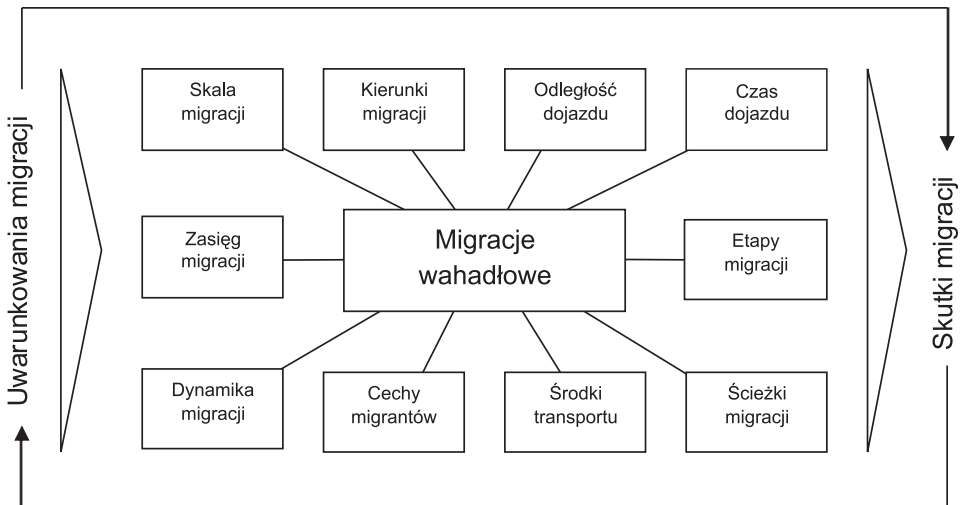 Uwarunkowania migracji
Skala
migracji
Kierunki
migracji
Odległość
dojazdu
Czas
dojazdu
Zasięg
migracji
Migracje
wahadłowe
Etapy
migracji
Dynamika
migracji
Cechy
migrantów
Środki
transportu
Ścieżki
migracji
Skutki migracji